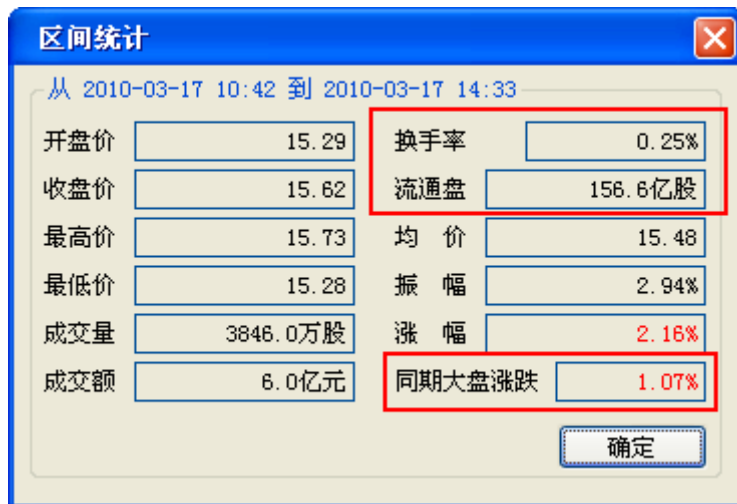 区间统计
从 2010-03-17 10:42 到 2010-03-17 14:33
开盘价 15.29 换手率 0.25%
收盘价 15.62 流通盘 156.6亿股
最高价 15.73 均 价 15.48
最低价 15.28 振 幅 2.94%
成交量 3846.0万股 涨 幅 2.16%
成交额 6.0亿元 同期大盘涨跌 1.07%
确定